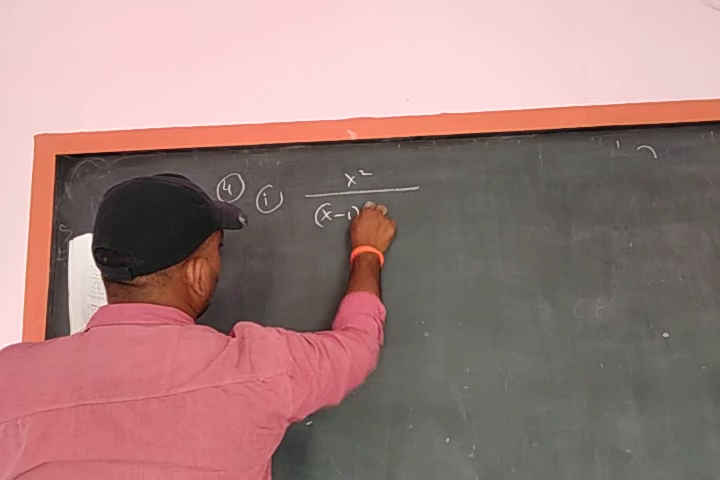 ④ ⓘ x²
(x-1)